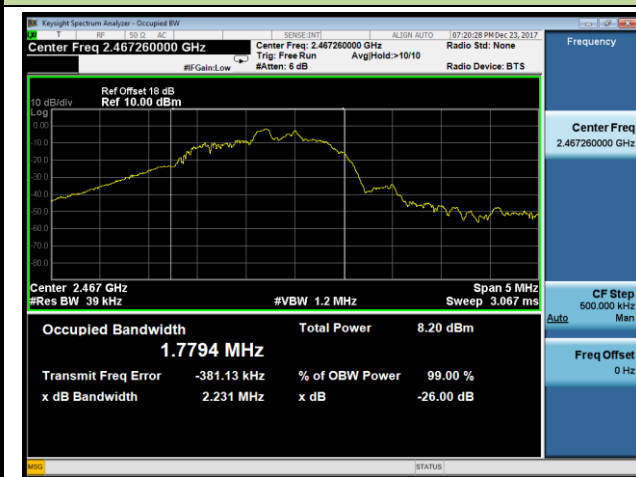 Keysight Spectrum Analyzer - Occupied BW
RF 50 Ω AC SENSE:INT ALIGN AUTO 07:20:28 PM Dec 23, 2017
Center Freq 2.467260000 GHz
Center Freq: 2.467260000 GHz Radio Std: None
Trig: Free Run Avg|Hold:>10/10
#IFGain:Low #Atten: 6 dB Radio Device: BTS
Frequency
Ref Offset 18 dB
10 dB/div Ref 10.00 dBm
Log
0.00
-10.0
-20.0
-30.0
-40.0
-50.0
-60.0
-70.0
-80.0
Center 2.467 GHz Span 5 MHz
#Res BW 39 kHz #VBW 1.2 MHz Sweep 3.067 ms
Occupied Bandwidth Total Power 8.20 dBm
1.7794 MHz
Transmit Freq Error -381.13 kHz % of OBW Power 99.00 %
x dB Bandwidth 2.231 MHz x dB -26.00 dB
Center Freq
2.467260000 GHz
CF Step
500.000 kHz
Auto Man
Freq Offset
0 Hz
MSG STATUS